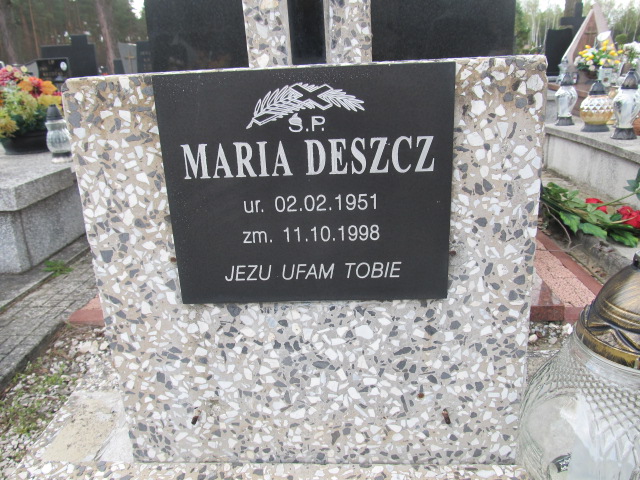 Ś.P.
MARIA DESZCZ
ur. 02.02.1951
zm. 11.10.1998
JEZU UFAM TOBIE